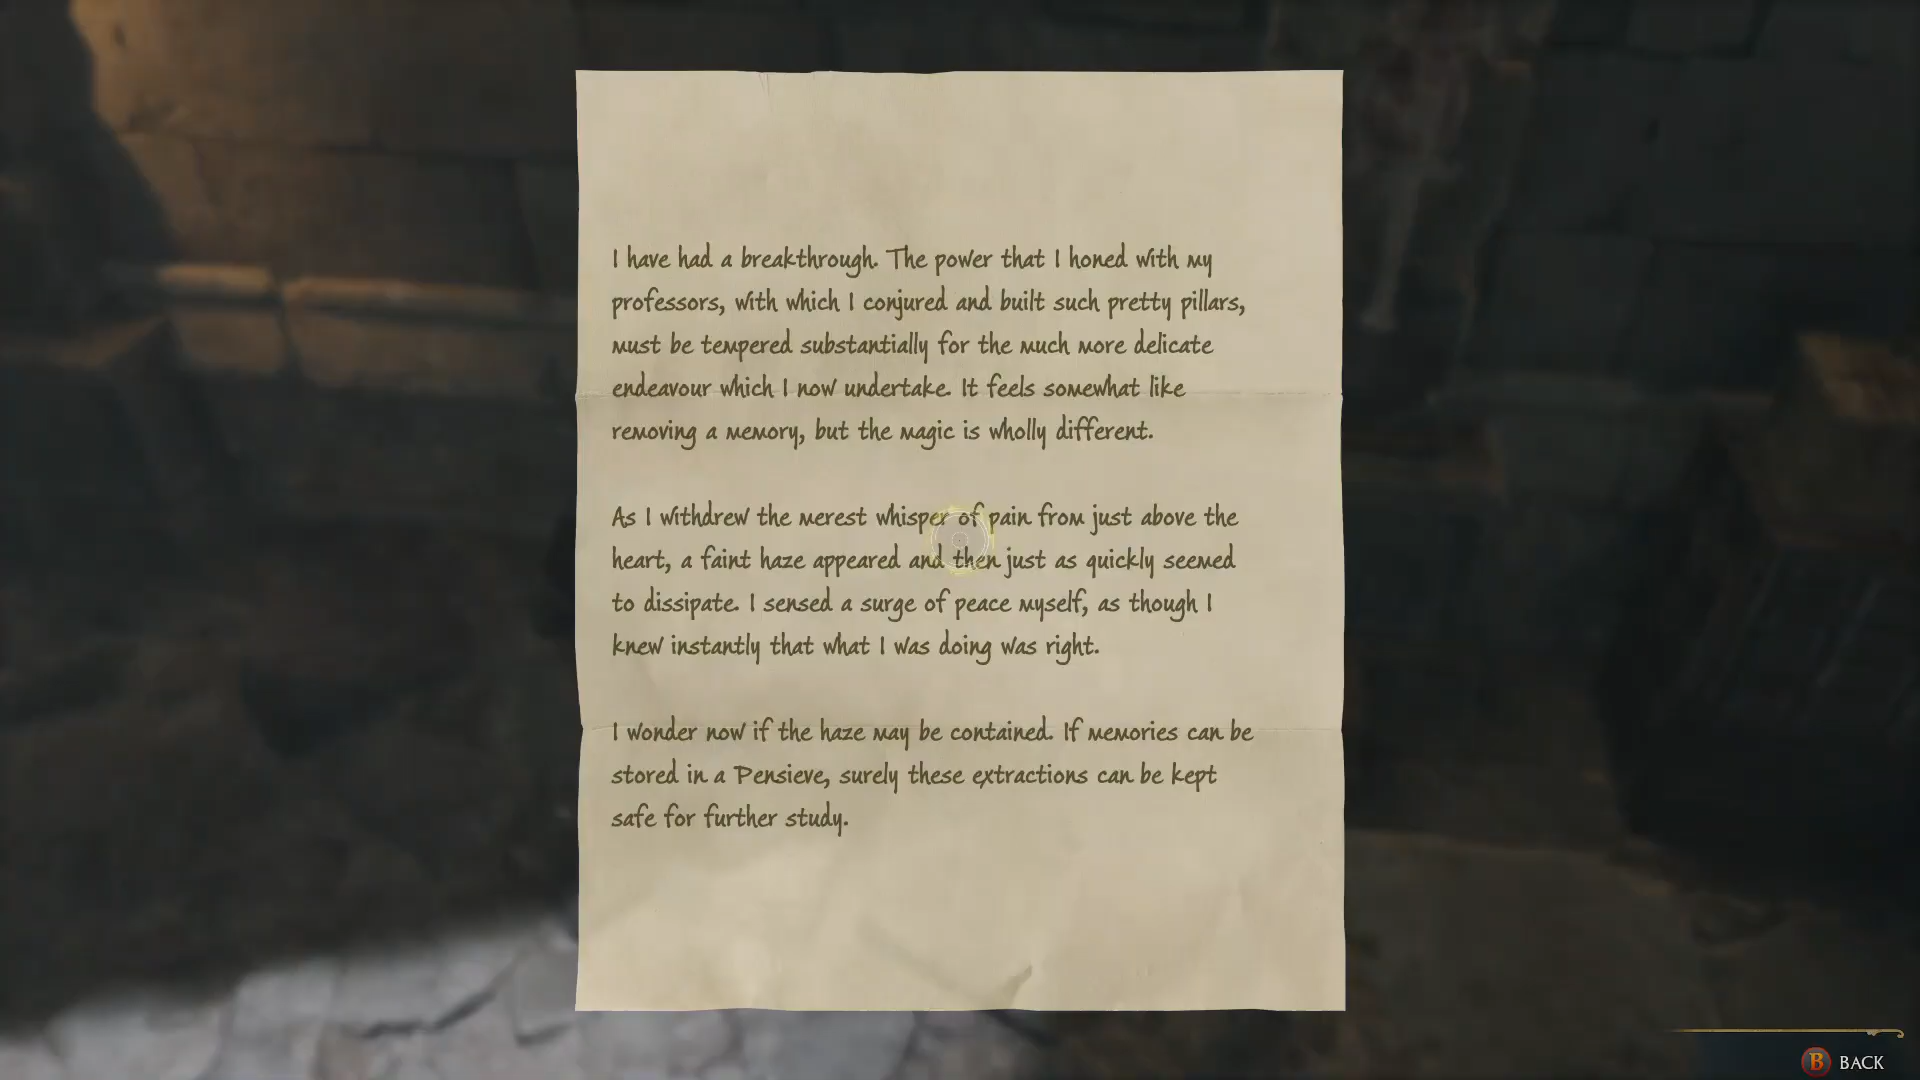 I have had a breakthrough. The power that I honed with my
professors, with which I conjured and built such pretty pillars,
must be tempered substantially for the much more delicate
endeavour which I now undertake. It feels somewhat like
removing a memory, but the magic is wholly different.
As I withdrew the merest whisper of pain from just above the
heart, a faint haze appeared and then just as quickly seemed
to dissipate. I sensed a surge of peace myself, as though I
knew instantly that what I was doing was right.
I wonder now if the haze may be contained. If memories can be
stored in a Pensieve, surely these extractions can be kept
safe for further study.
B BACK